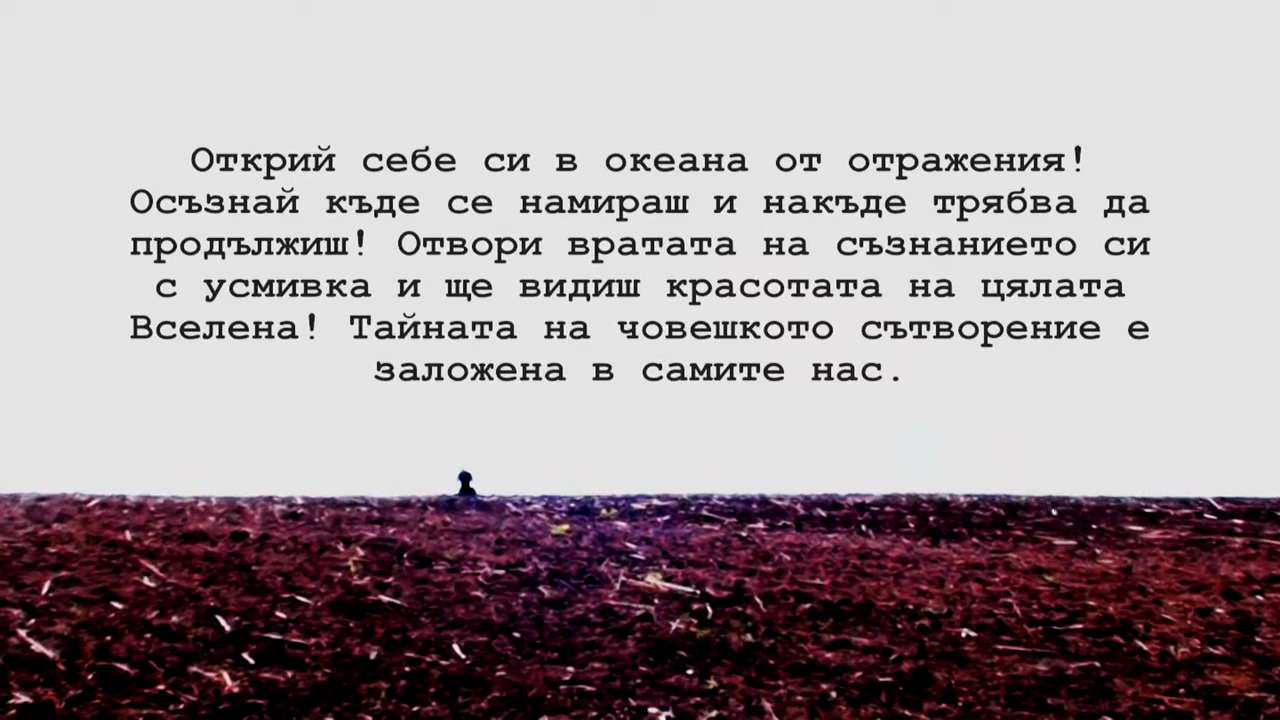 Открий себе си в океана от отражения!
Осъзнай къде се намираш и накъде трябва да
продължиш! Отвори вратата на съзнанието си
с усмивка и ще видиш красотата на цялата
Вселена! Тайната на човешкото сътворение е
заложена в самите нас.